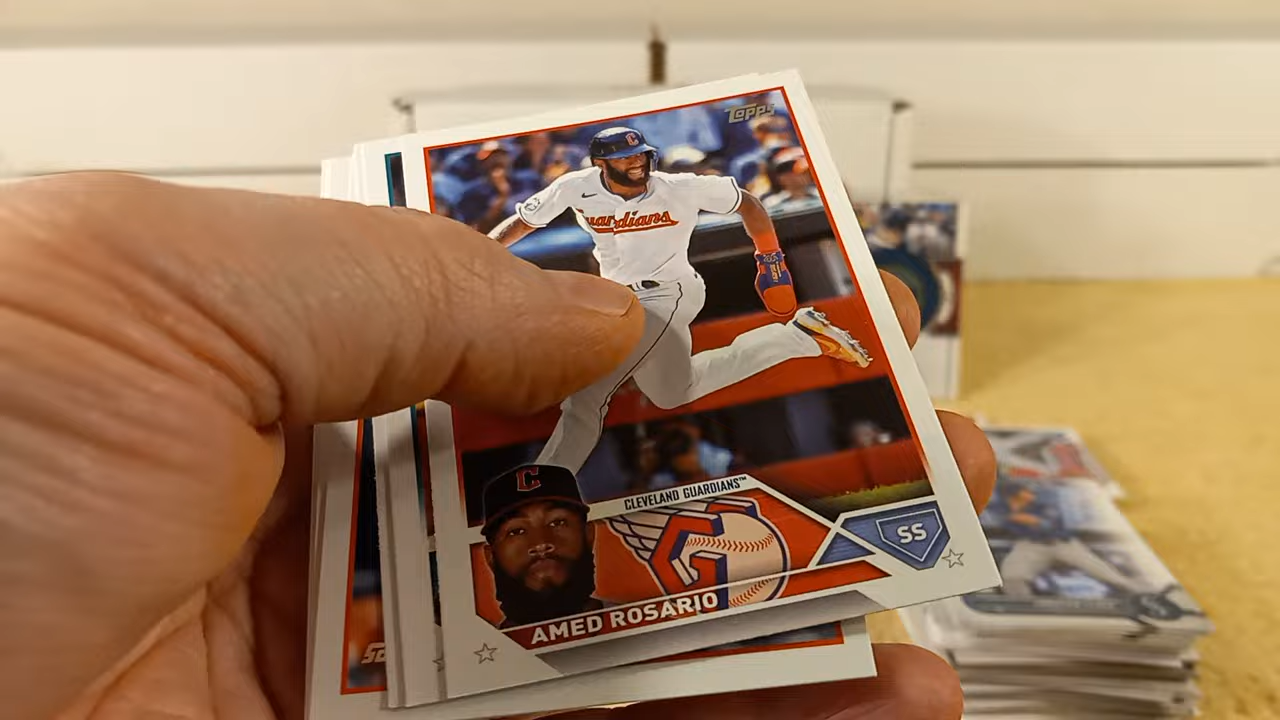 Topps
Guardians
C
CLEVELAND GUARDIANS™
SS
C
AMED ROSARIO